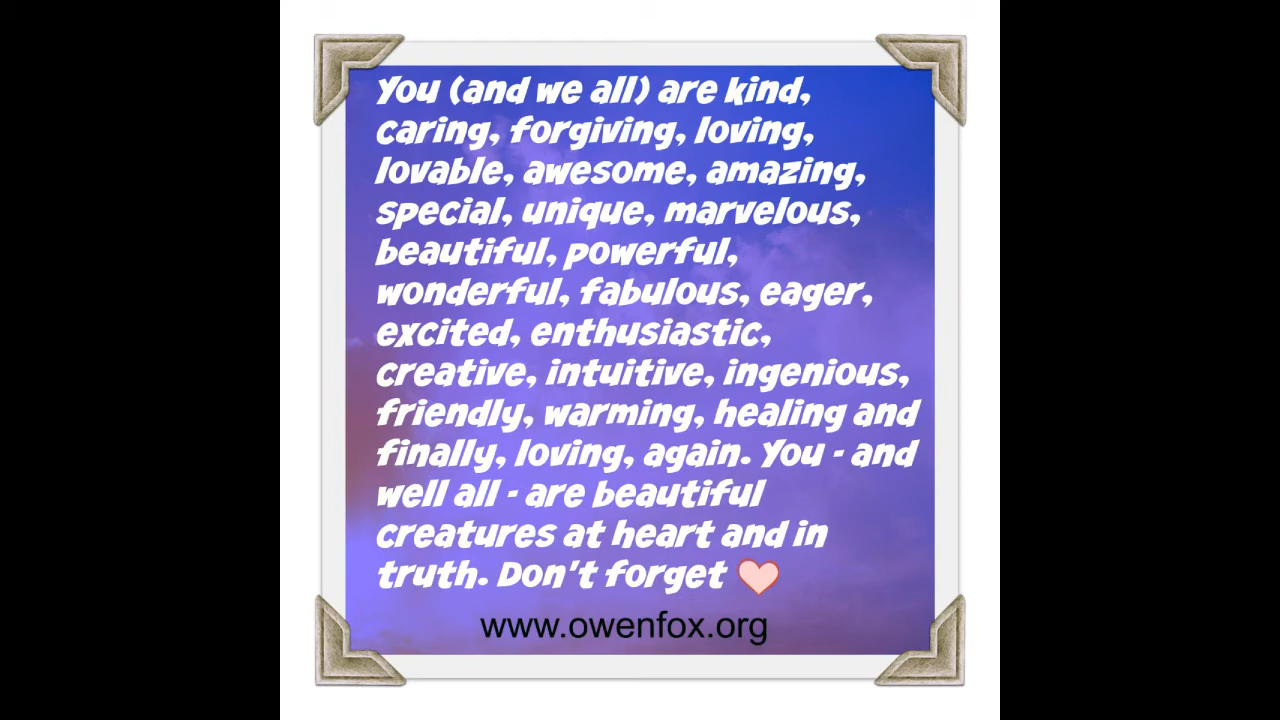 You (and we all) are kind,
caring, forgiving, loving,
lovable, awesome, amazing,
special, unique, marvelous,
beautiful, powerful,
wonderful, fabulous, eager,
excited, enthusiastic,
creative, intuitive, ingenious,
friendly, warming, healing and
finally, loving, again. You - and
well all - are beautiful
creatures at heart and in
truth. Don't forget
www.owenfox.org